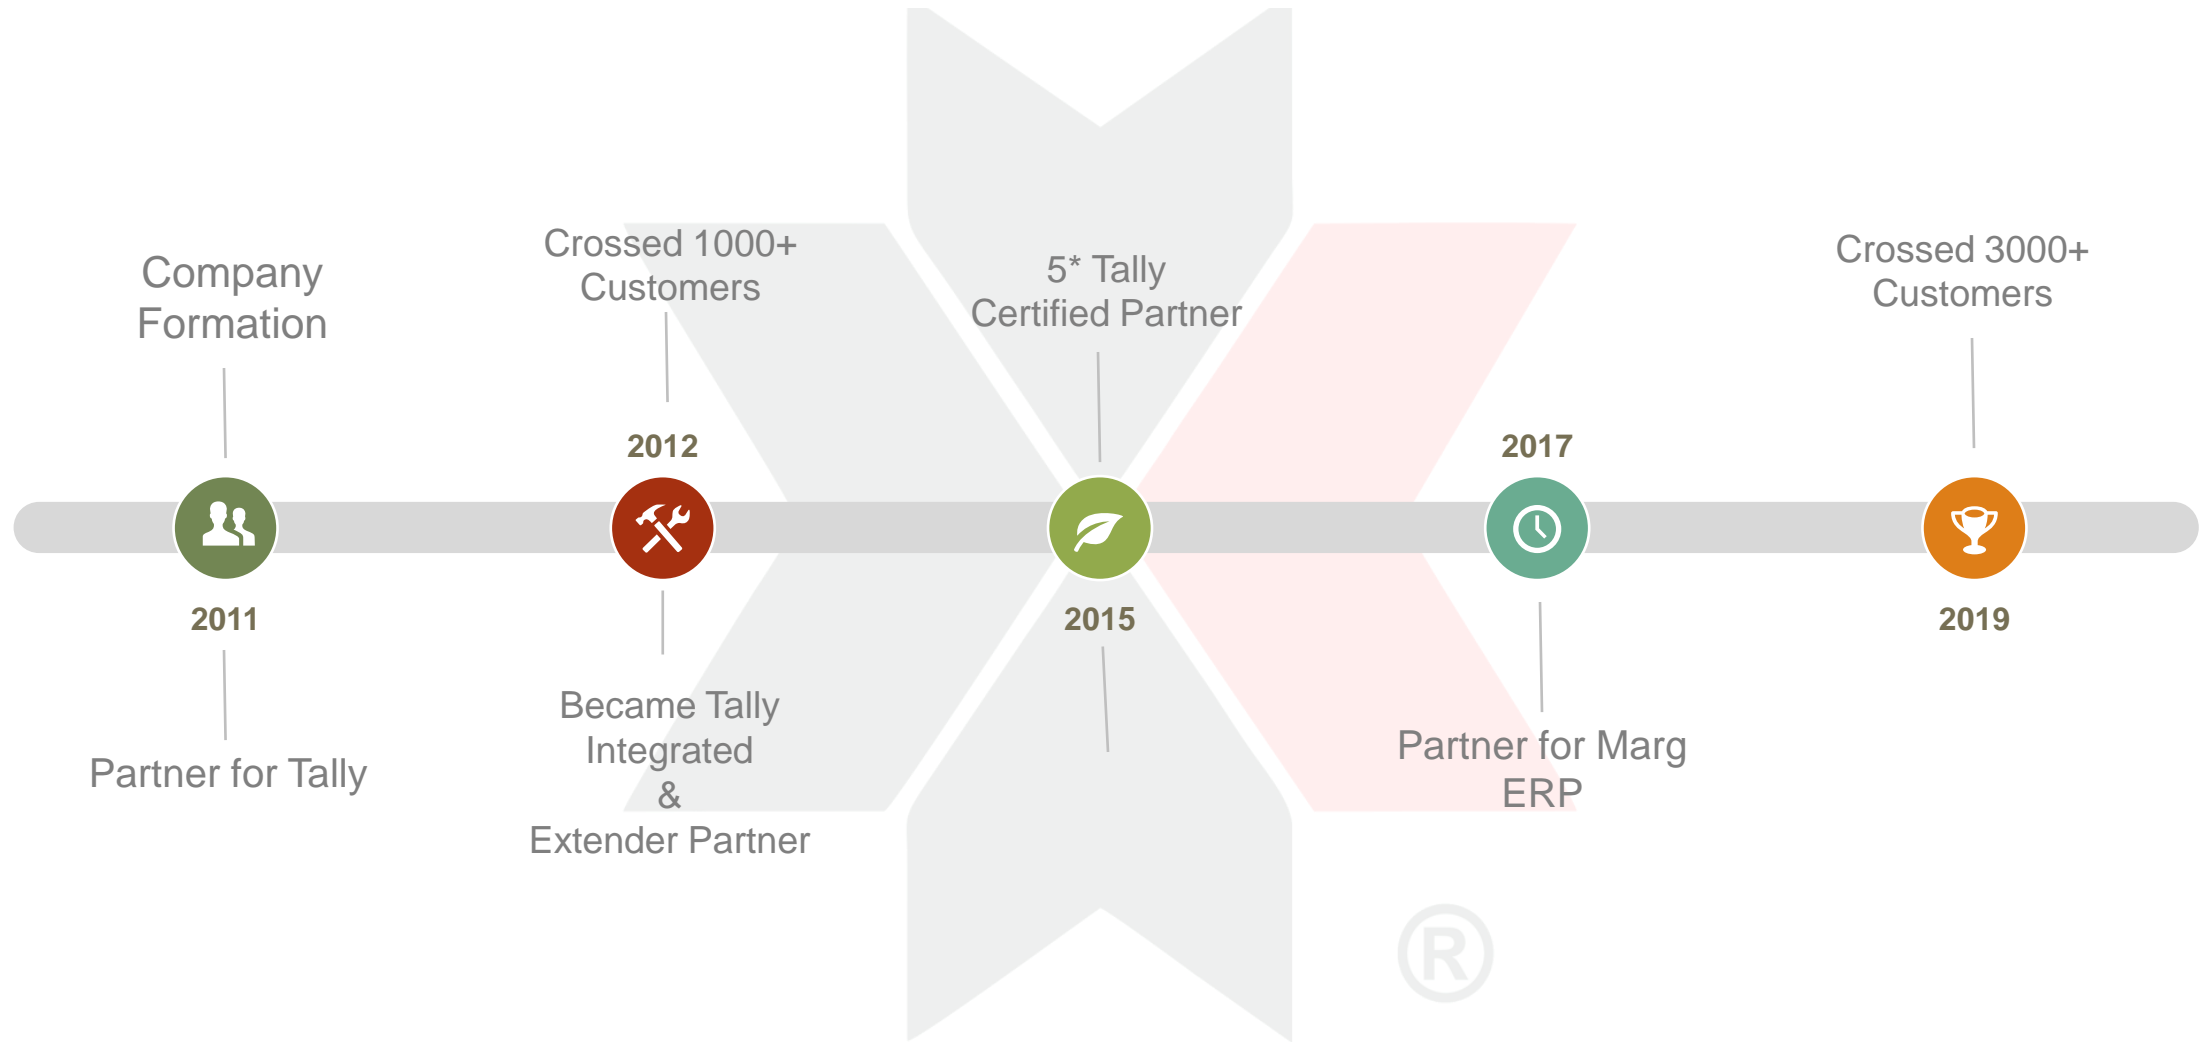 Company
Formation
2011
Partner for Tally
Crossed 1000+
Customers
2012
Became Tally
Integrated
&
Extender Partner
5* Tally
Certified Partner
2015
2017
Partner for Marg
ERP
Crossed 3000+
Customers
2019
®